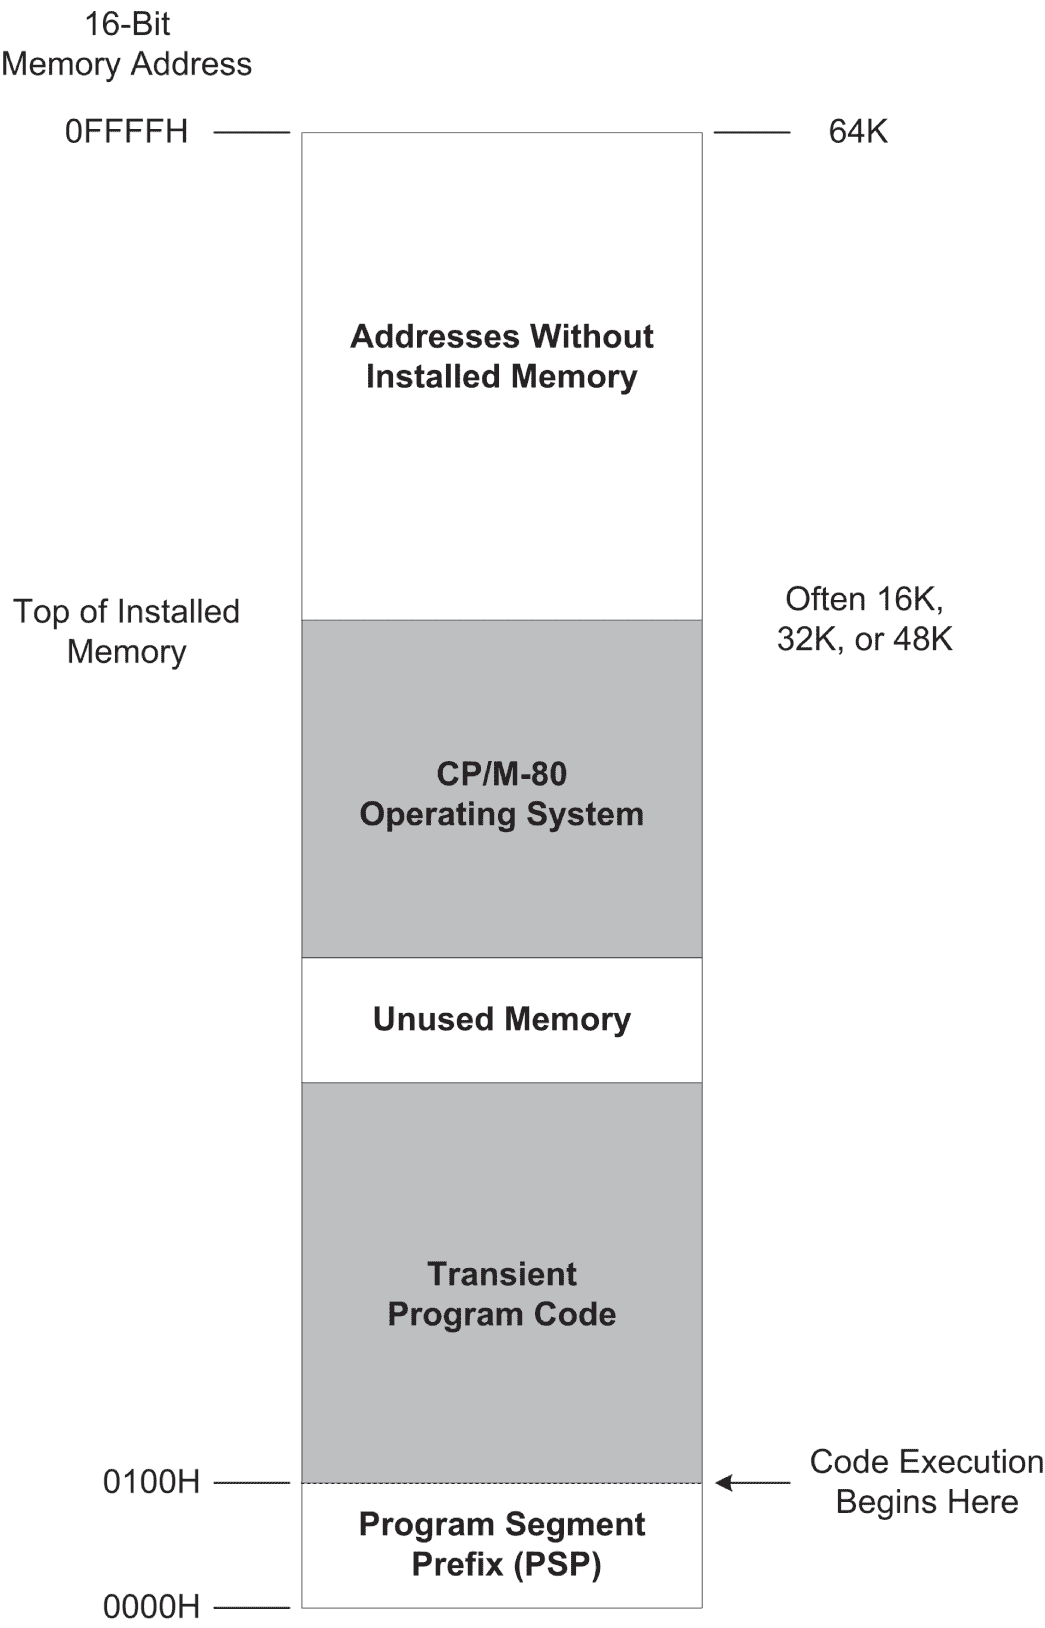 16-Bit
Memory Address
0FFFFH
64K
Addresses Without
Installed Memory
Top of Installed
Memory
Often 16K,
32K, or 48K
CP/M-80
Operating System
Unused Memory
Transient
Program Code
0100H
Code Execution
Begins Here
Program Segment
Prefix (PSP)
0000H